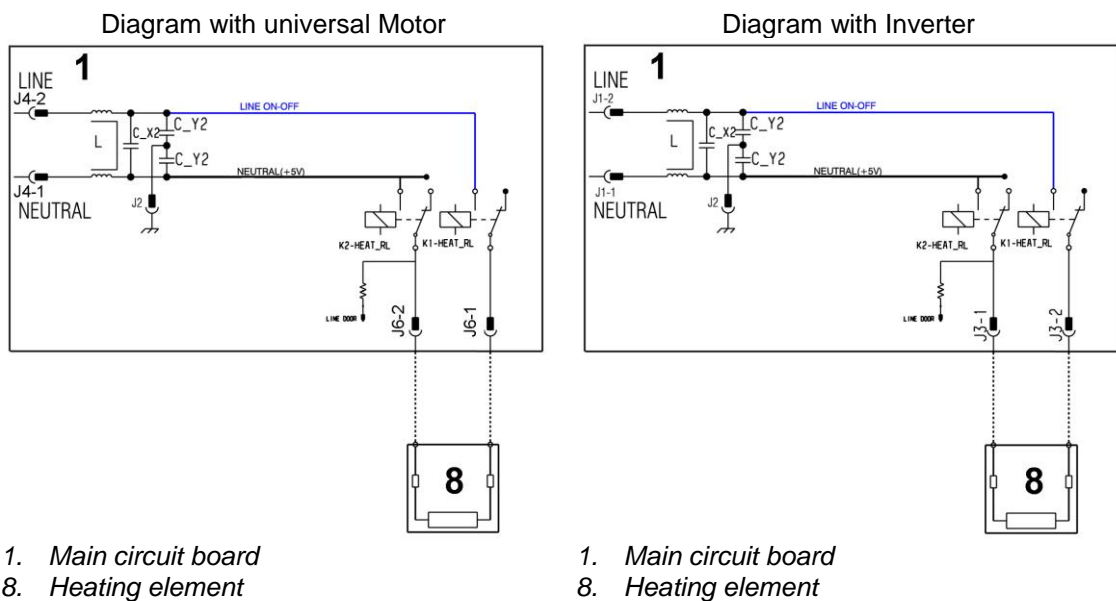 Diagram with universal Motor
1
LINE
J4-2
LINE ON-OFF
C_Y2
C_X2
L
C_Y2
NEUTRAL(+5V)
J4-1
NEUTRAL
J2
K2-HEAT_RL
K1-HEAT_RL
LINE DOOR
J6-2
J6-1
8
1. Main circuit board
8. Heating element
Diagram with Inverter
1
LINE
J1-2
LINE ON-OFF
C_Y2
C_X2
L
C_Y2
NEUTRAL(+5V)
J1-1
NEUTRAL
J2
K2-HEAT_RL
K1-HEAT_RL
LINE DOOR
J3-1
J3-2
8
1. Main circuit board
8. Heating element